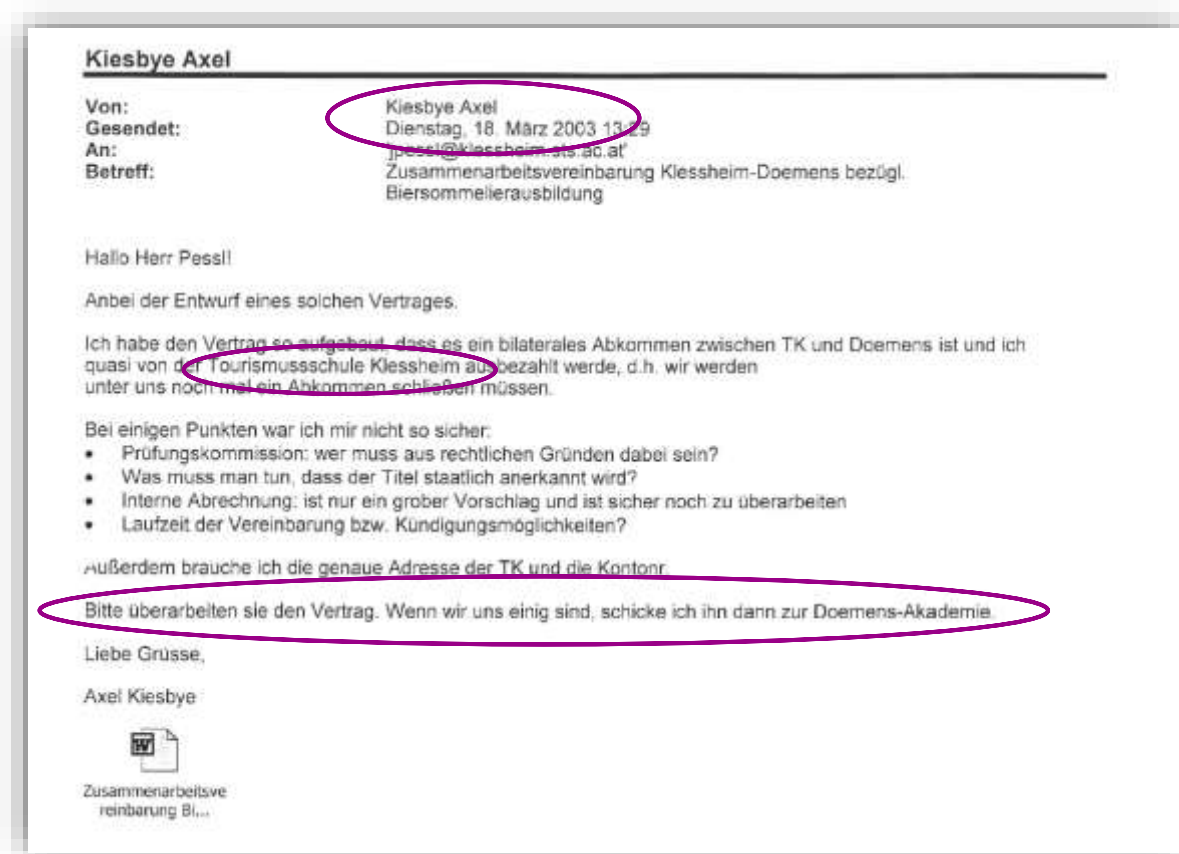 Kiesbye Axel
Von: Kiesbye Axel
Gesendet: Dienstag, 18. März 2003 13:29
An: 'jpessl@klessheim.sts.ac.at'
Betreff: Zusammenarbeitsvereinbarung Klessheim-Doemens bezügl.
Biersommelierausbildung
Hallo Herr Pessl!
Anbei der Entwurf eines solchen Vertrages.
Ich habe den Vertrag so aufgebaut, dass es ein bilaterales Abkommen zwischen TK und Doemens ist und ich
quasi von der Tourismussschule Klessheim ausbezahlt werde, d.h. wir werden
unter uns noch mal ein Abkommen schließen müssen.
Bei einigen Punkten war ich mir nicht so sicher:
• Prüfungskommission: wer muss aus rechtlichen Gründen dabei sein?
• Was muss man tun, dass der Titel staatlich anerkannt wird?
• Interne Abrechnung: ist nur ein grober Vorschlag und ist sicher noch zu überarbeiten
• Laufzeit der Vereinbarung bzw. Kündigungsmöglichkeiten?
Außerdem brauche ich die genaue Adresse der TK und die Kontonr.
Bitte überarbeiten sie den Vertrag. Wenn wir uns einig sind, schicke ich ihn dann zur Doemens-Akademie.
Liebe Grüsse,
Axel Kiesbye
W
Zusammenarbeitsve
reinbarung Bi...